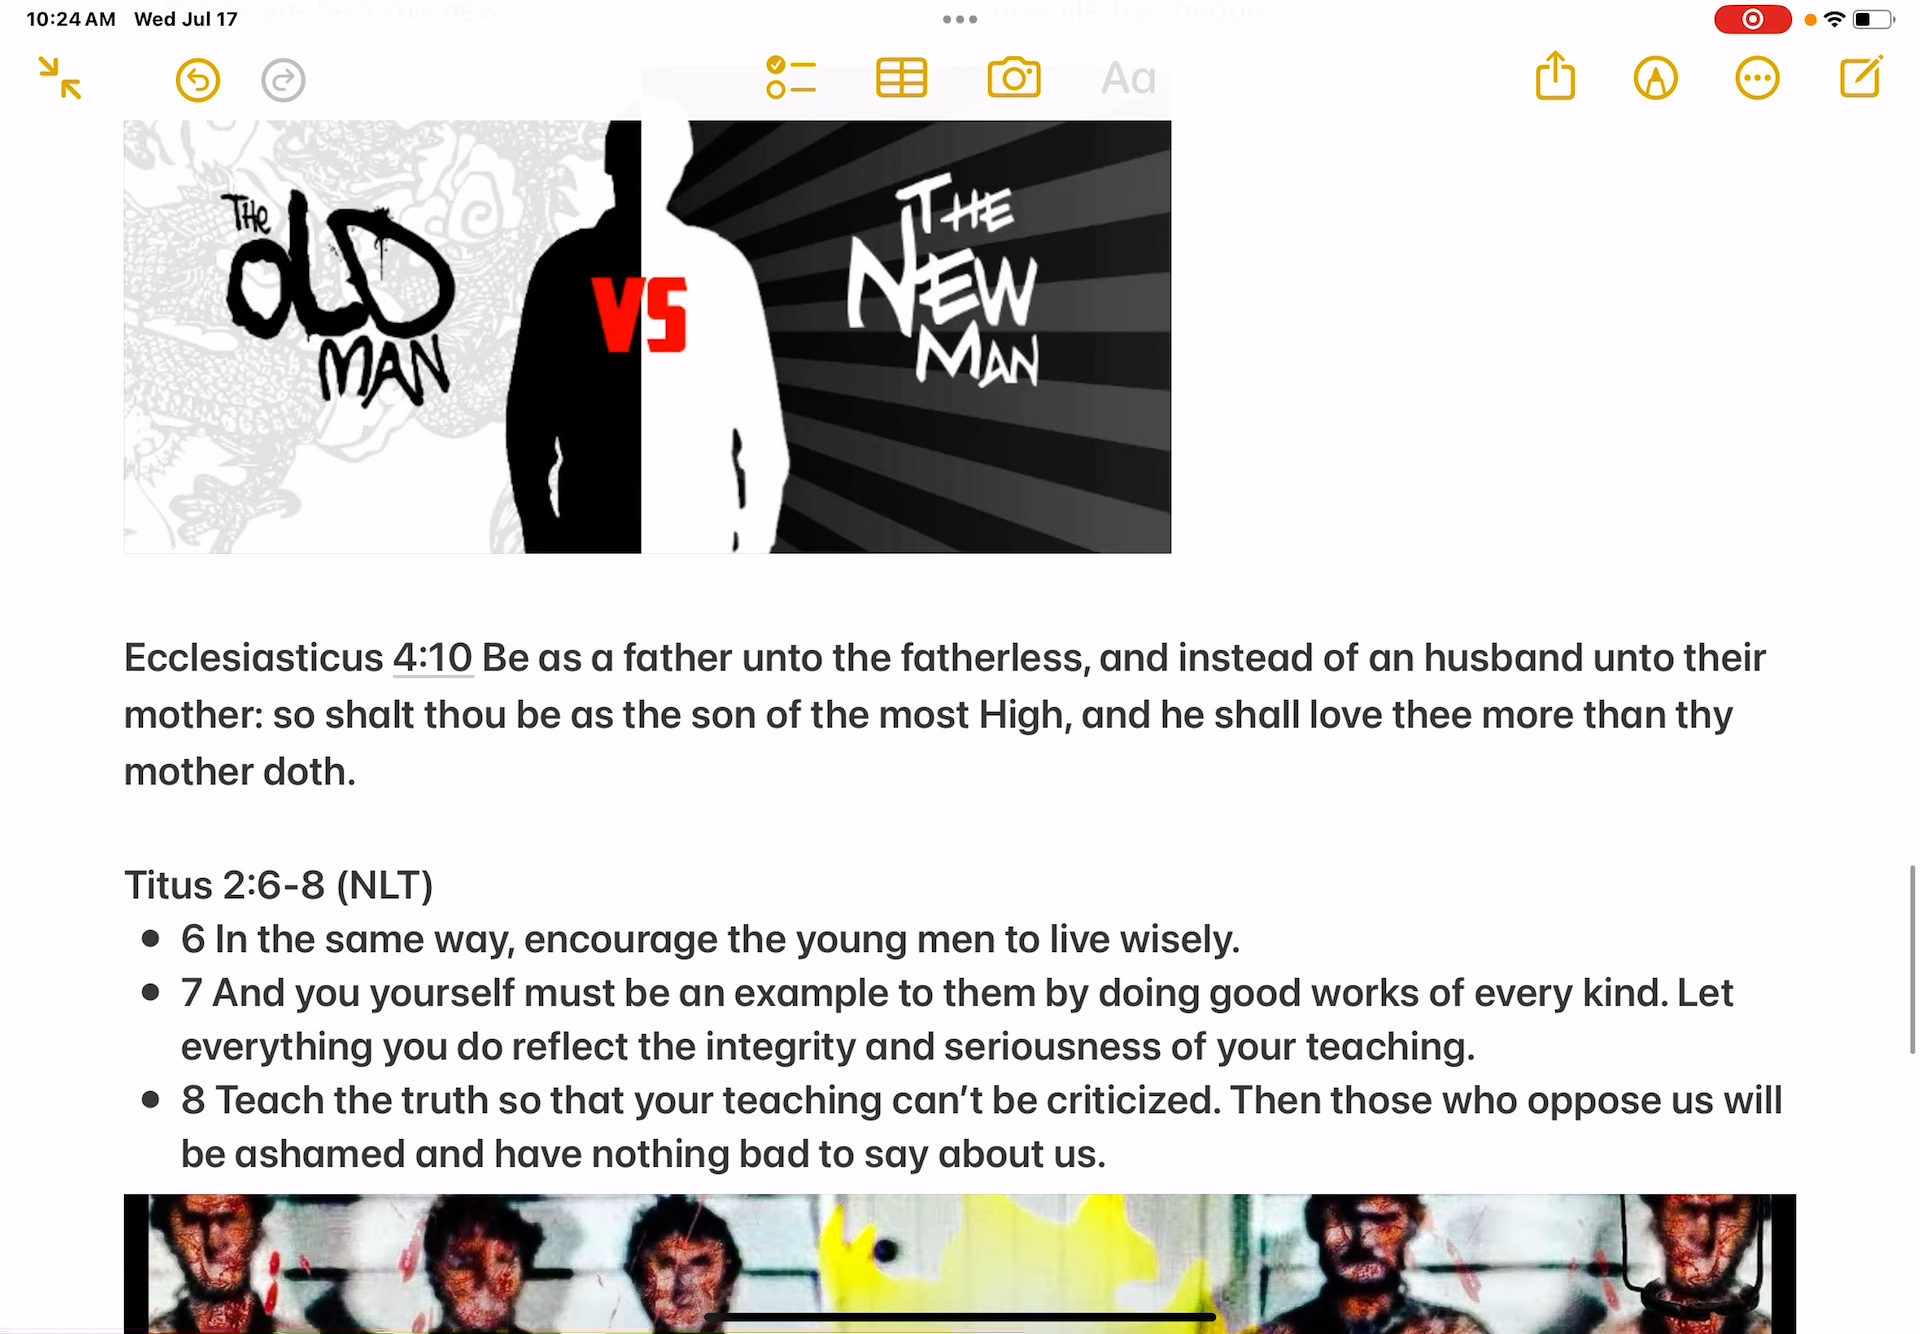 10:24 AM Wed Jul 17
Aa
THE
OLD
MAN
VS
THE
NEW
MAN
Ecclesiasticus 4:10 Be as a father unto the fatherless, and instead of an husband unto their
mother: so shalt thou be as the son of the most High, and he shall love thee more than thy
mother doth.
Titus 2:6-8 (NLT)
• 6 In the same way, encourage the young men to live wisely.
• 7 And you yourself must be an example to them by doing good works of every kind. Let
everything you do reflect the integrity and seriousness of your teaching.
• 8 Teach the truth so that your teaching can’t be criticized. Then those who oppose us will
be ashamed and have nothing bad to say about us.